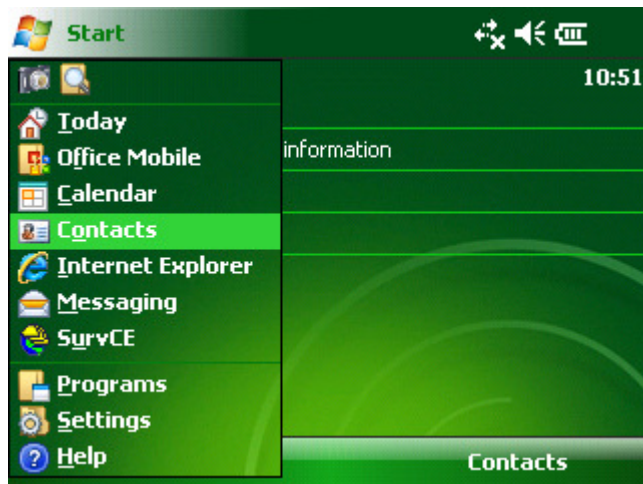 Start
10:51
Today
Office Mobile
information
Calendar
Contacts
Internet Explorer
Messaging
SurvCE
Programs
Settings
Help
Contacts